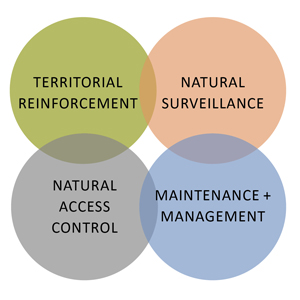 TERRITORIAL
REINFORCEMENT
NATURAL
SURVEILLANCE
NATURAL
ACCESS
CONTROL
MAINTENANCE +
MANAGEMENT